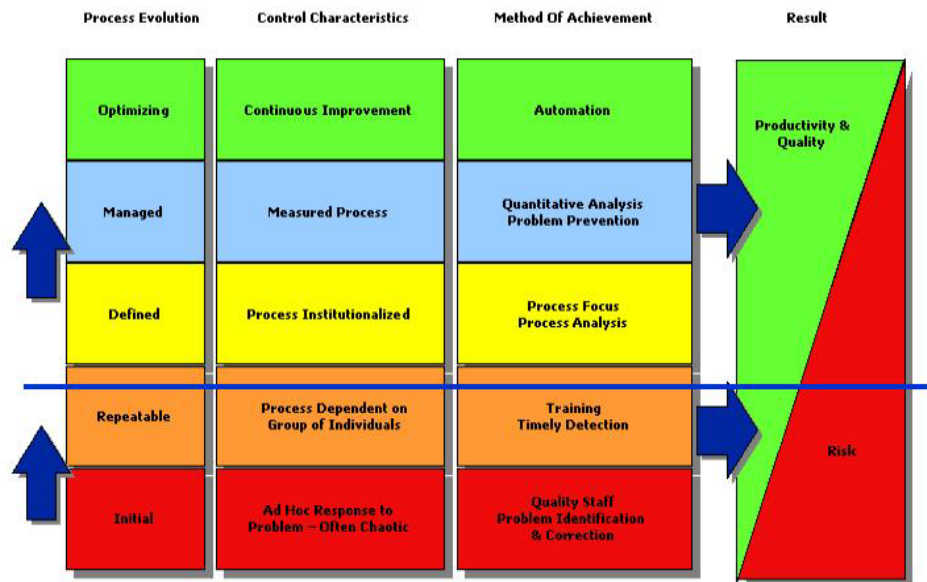 Process Evolution
Control Characteristics
Method Of Achievement
Result
Optimizing
Continuous Improvement
Automation
Productivity &
Quality
Managed
Measured Process
Quantitative Analysis
Problem Prevention
Defined
Process Institutionalized
Process Focus
Process Analysis
Repeatable
Process Dependent on
Group of Individuals
Training
Timely Detection
Risk
Initial
Ad Hoc Response to
Problem – Often Chaotic
Quality Staff
Problem Identification
& Correction